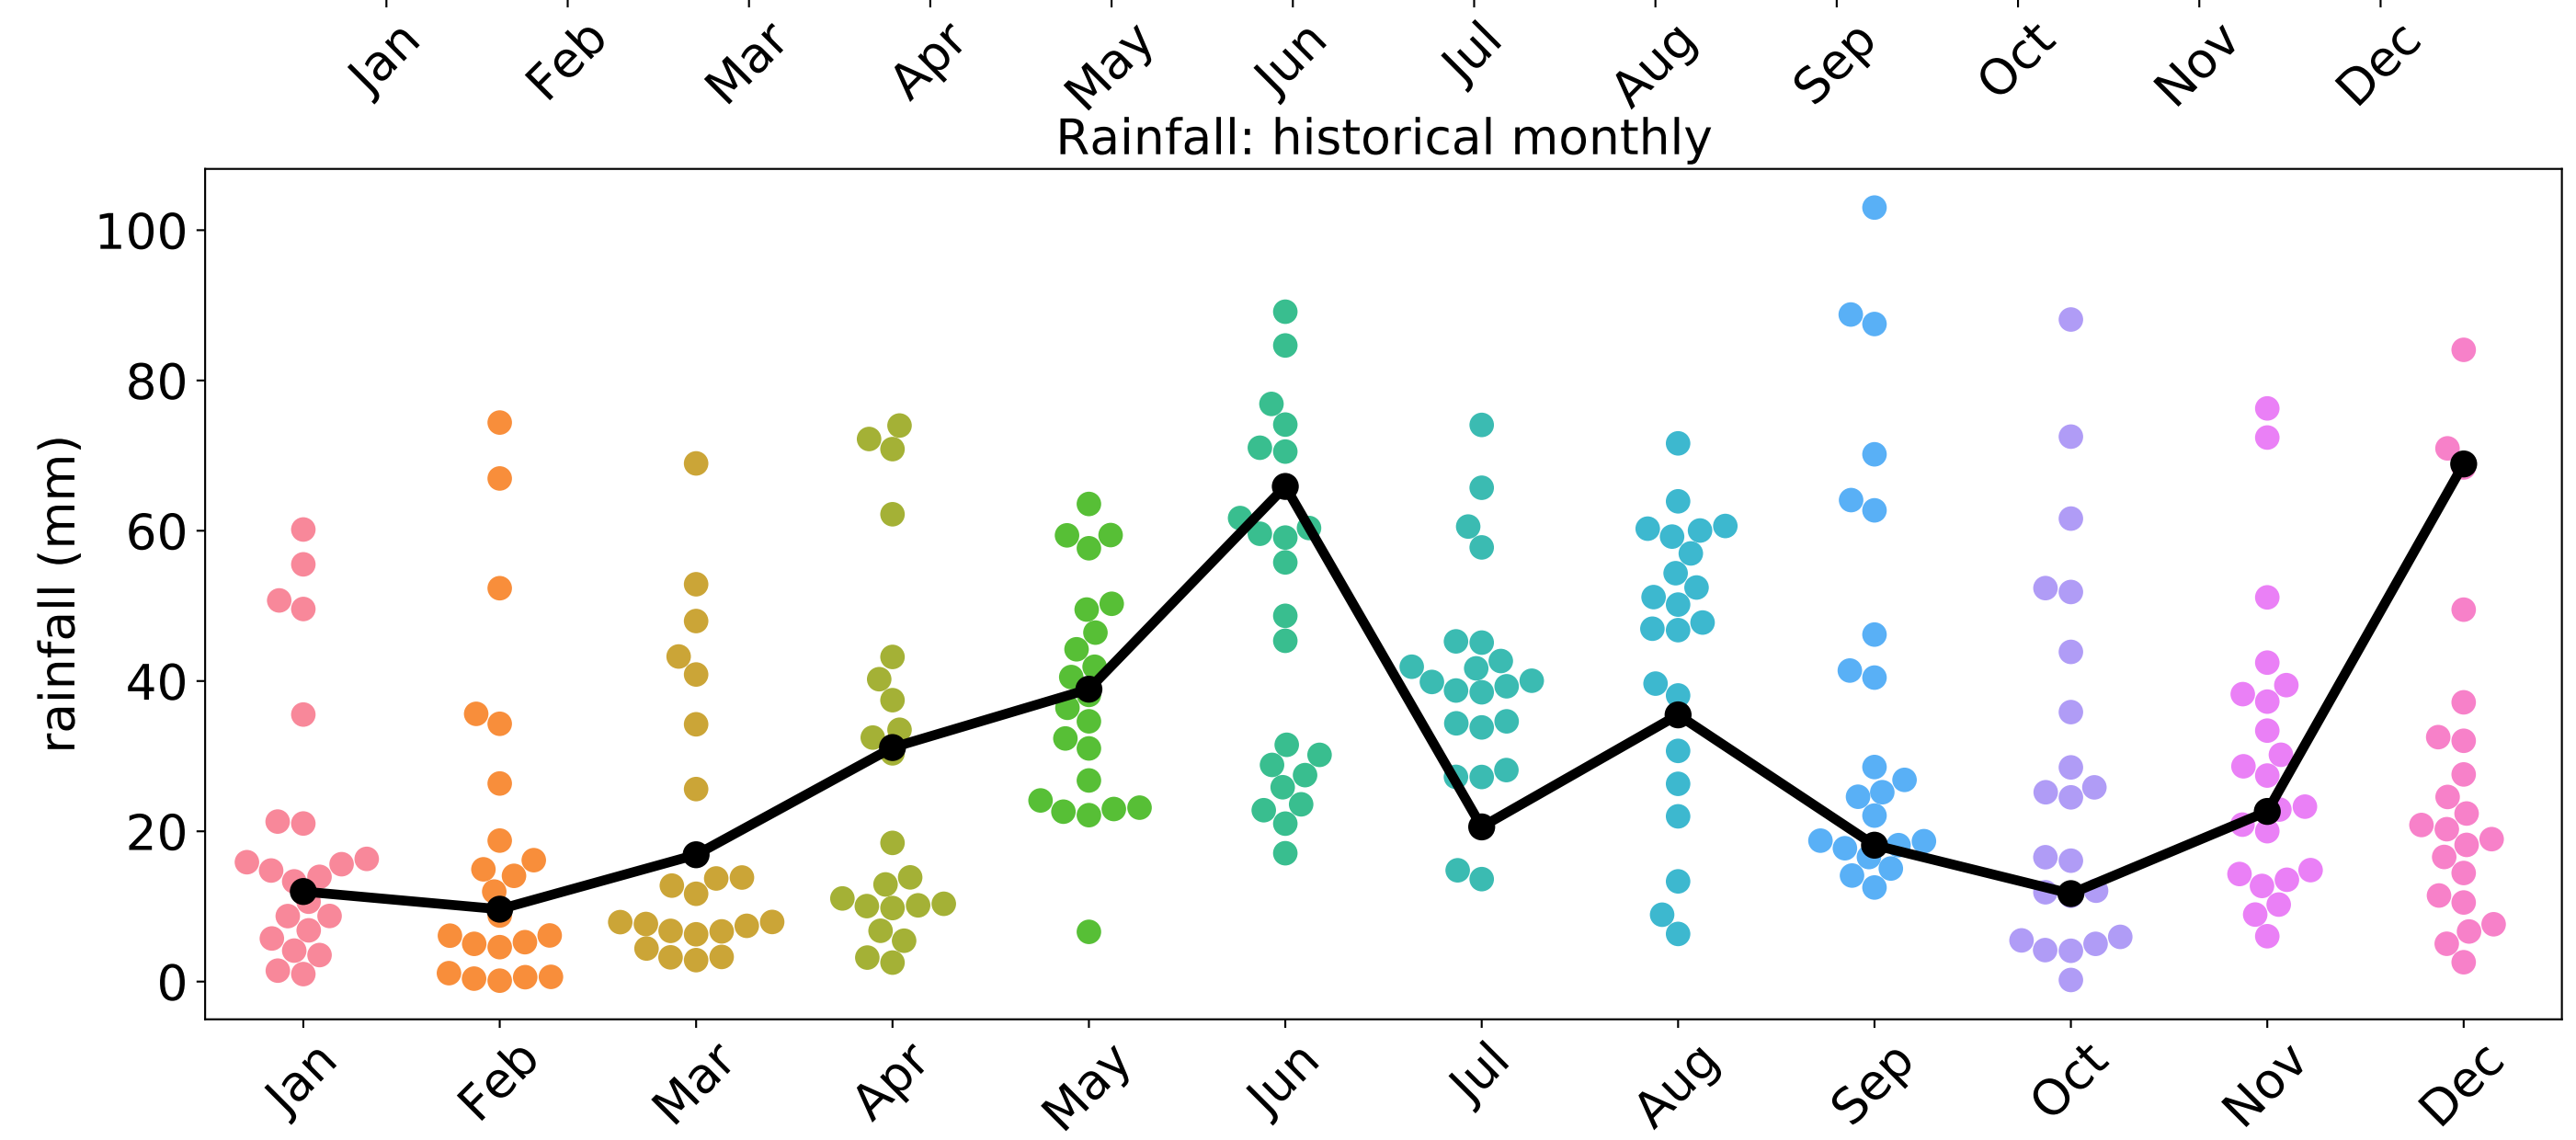 Jan Feb Mar Apr May Jun Jul Aug Sep Oct Nov Dec
Rainfall: historical monthly
100
80
60
40
20
0
rainfall (mm)
Jan Feb Mar Apr May Jun Jul Aug Sep Oct Nov Dec